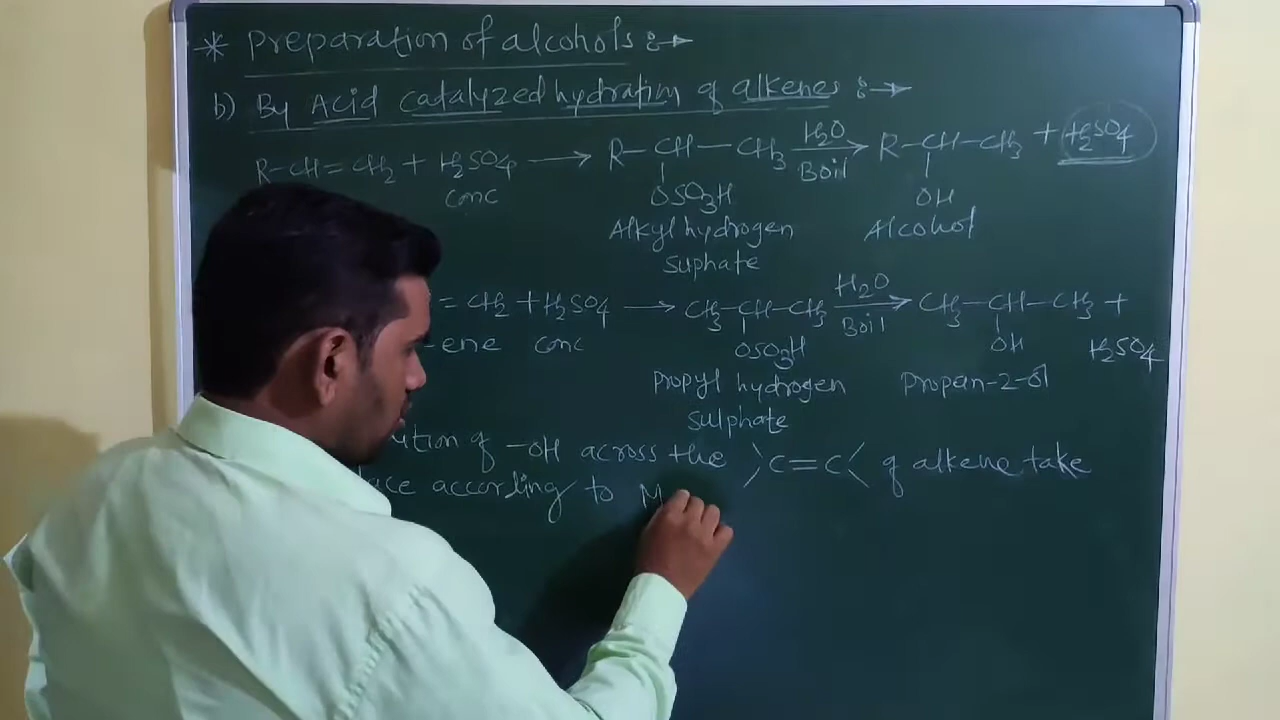 * Preparation of alcohols :→
b) By Acid catalyzed hydration of alkenes :→
R-CH=CH2 + H2SO4 → R-CH-CH3 H2O → R-CH-CH3 + H2SO4
conc OSO3H Boil OH
Alkyl hydrogen Alcohol
suphate
=CH2 + H2SO4 → CH3-CH-CH3 H2O → CH3-CH-CH3 +
ene conc OSO3H Boil OH H2SO4
Propyl hydrogen Propan-2-ol
sulphate
of -OH across the >C=C< of alkene take
according to M